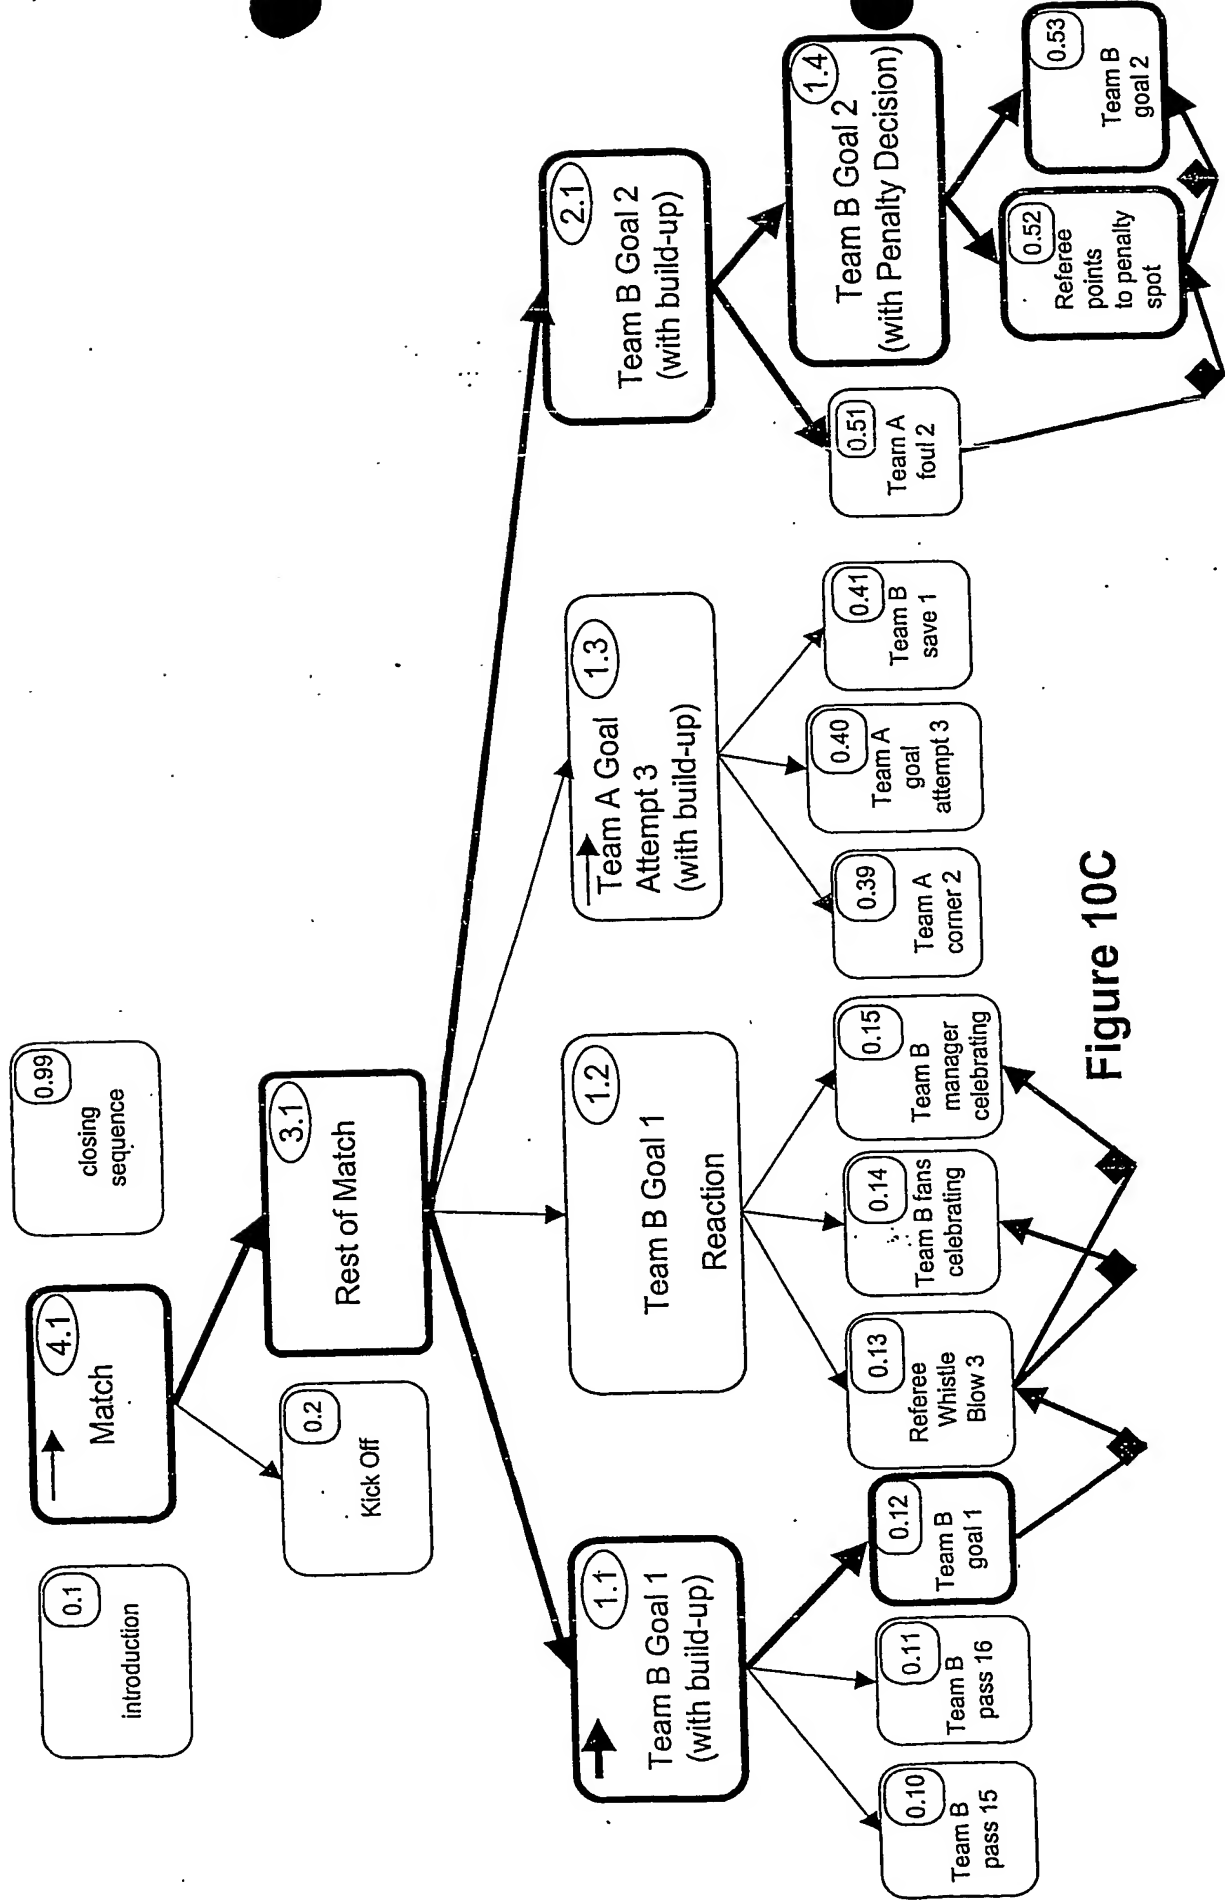 0.1
introduction
4.1
Match
0.99
closing
sequence
0.2
Kick Off
3.1
Rest of Match
1.1
Team B Goal 1
(with build-up)
1.2
Team B Goal 1
Reaction
1.3
Team A Goal
Attempt 3
(with build-up)
2.1
Team B Goal 2
(with build-up)
0.10
Team B
pass 15
0.11
Team B
pass 16
0.12
Team B
goal 1
0.13
Referee
Whistle
Blow 3
0.14
Team B fans
celebrating
0.15
Team B
manager
celebrating
0.39
Team A
corner 2
0.40
Team A
goal
attempt 3
0.41
Team B
save 1
0.51
Team A
foul 2
1.4
Team B Goal 2
(with Penalty Decision)
0.52
Referee
points
to penalty
spot
0.53
Team B
goal 2
Figure 10C